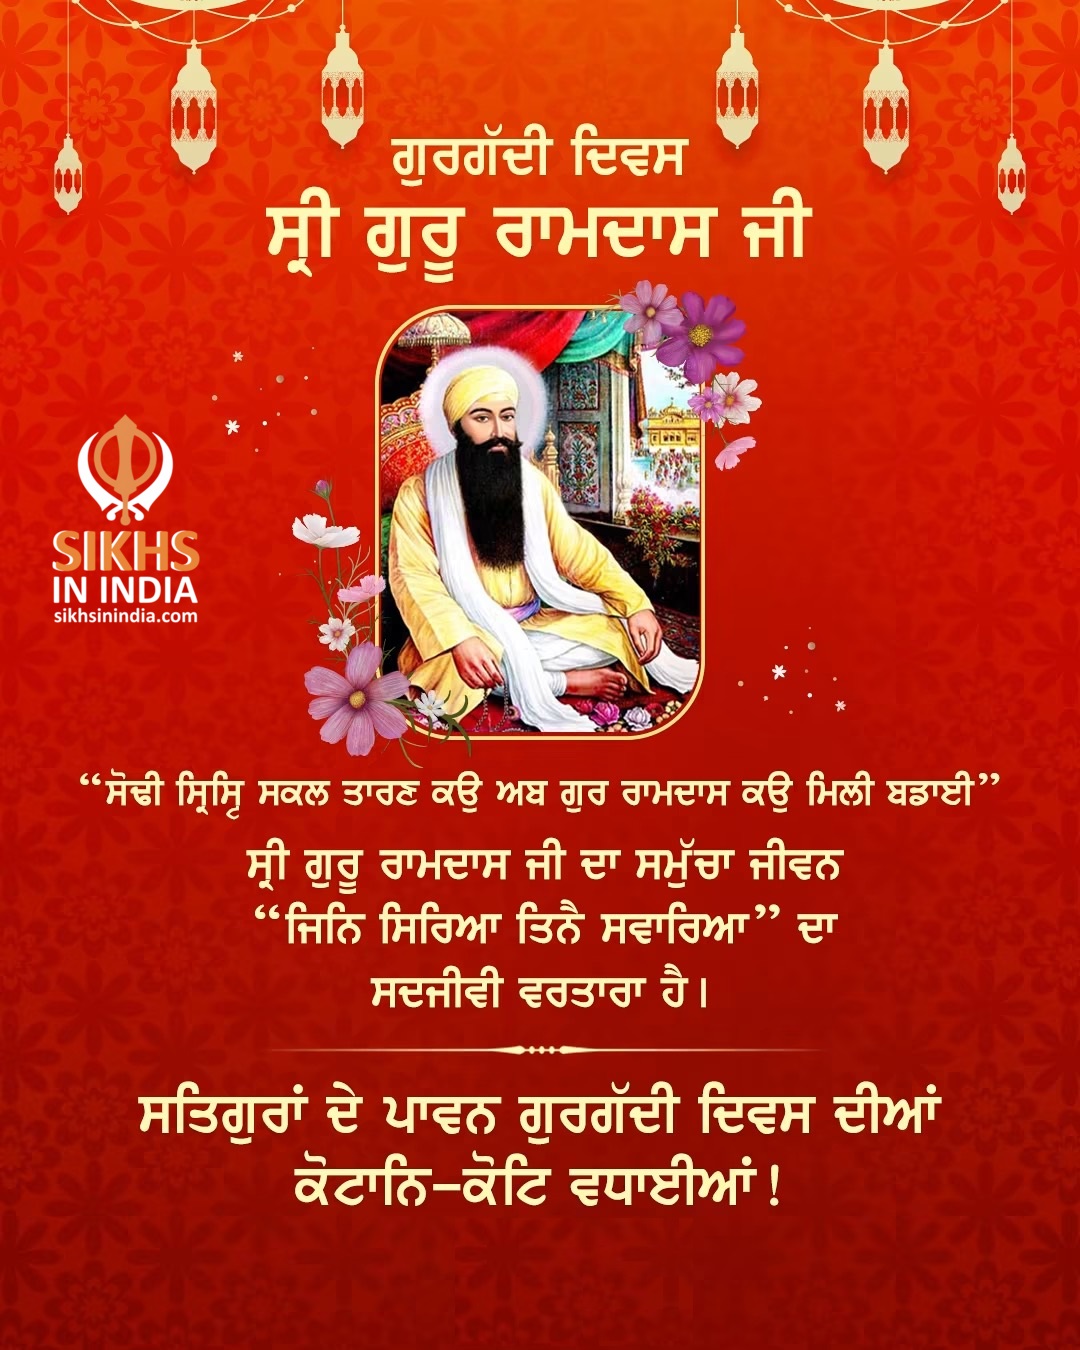 ਗੁਰਗੱਦੀ ਦਿਵਸ
ਸ੍ਰੀ ਗੁਰੂ ਰਾਮਦਾਸ ਜੀ
SIKHS
IN INDIA
sikhsinindia.com
“ਸੋਢੀ ਸ੍ਰਿਸ੍ਟਿ ਸਕਲ ਤਾਰਣ ਕਉ ਅਬ ਗੁਰ ਰਾਮਦਾਸ ਕਉ ਮਿਲੀ ਬਡਾਈ”
ਸ੍ਰੀ ਗੁਰੂ ਰਾਮਦਾਸ ਜੀ ਦਾ ਸਮੁੱਚਾ ਜੀਵਨ
“ਜਿਨਿ ਸਿਰਿਆ ਤਿਨੈ ਸਵਾਰਿਆ” ਦਾ
ਸਦਜੀਵੀ ਵਰਤਾਰਾ ਹੈ।
ਸਤਿਗੁਰਾਂ ਦੇ ਪਾਵਨ ਗੁਰਗੱਦੀ ਦਿਵਸ ਦੀਆਂ
ਕੋਟਾਨਿ-ਕੋਟਿ ਵਧਾਈਆਂ!